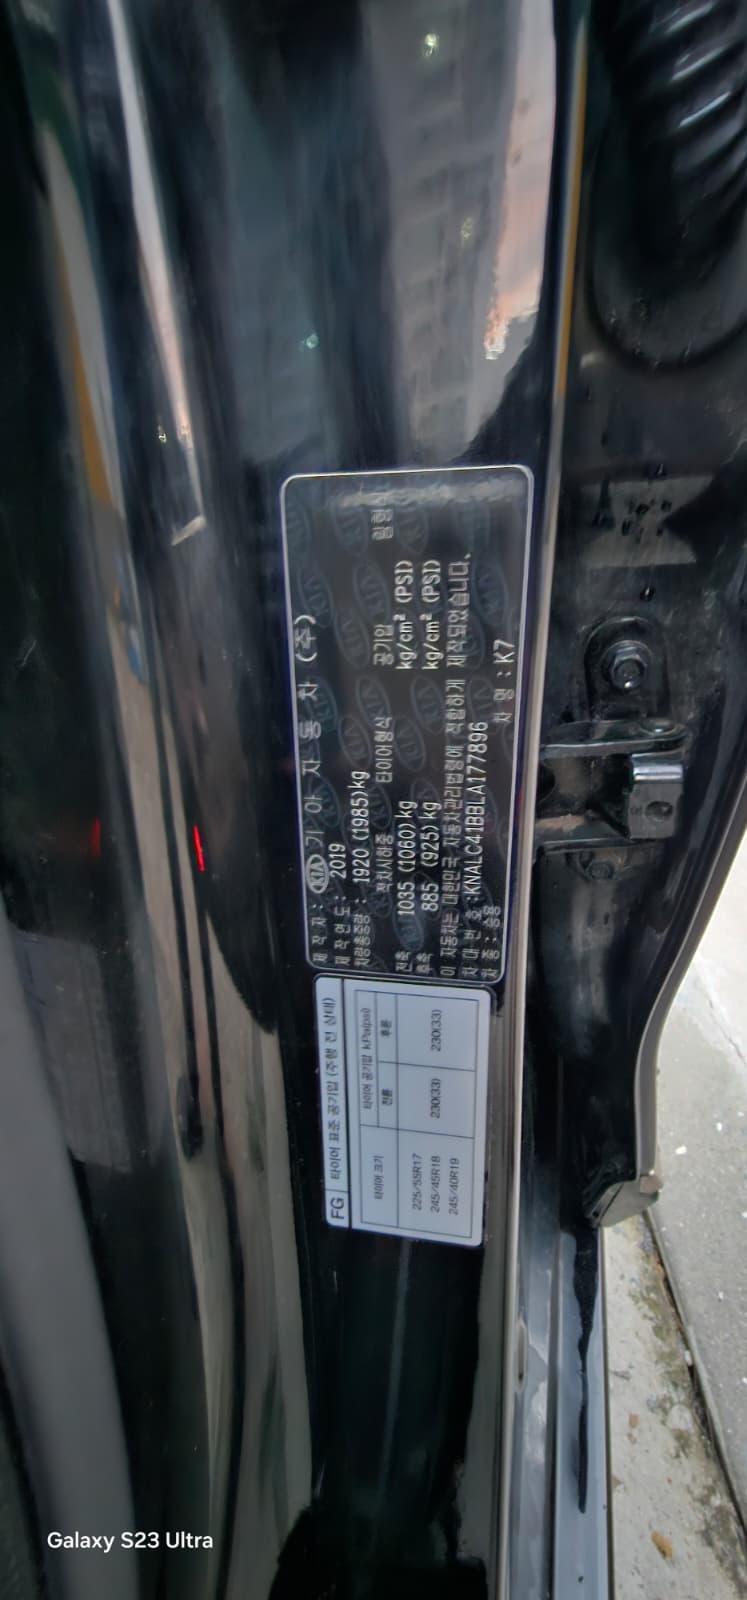 제작자: KIA 기아자동차(주)
제작연도: 2019
차량총중량: 1920 (1985)kg
적차시하중 타이어형식 공기압 림형식
전축 1035 (1060)kg kg/cm² (PSI)
후축 885 (925)kg kg/cm² (PSI)
이 자동차는 대한민국 자동차관리법령에 적합하게 제작되었습니다.
차대번호:KNALC41BBLA177896
차종: 차명:K7
FG 타이어 표준 공기압 (주행 전 상태)
타이어 크기 타이어 공기압 kPa(psi)
전륜 후륜
225/55R17
245/45R18 230(33) 230(33)
245/40R19
Galaxy S23 Ultra